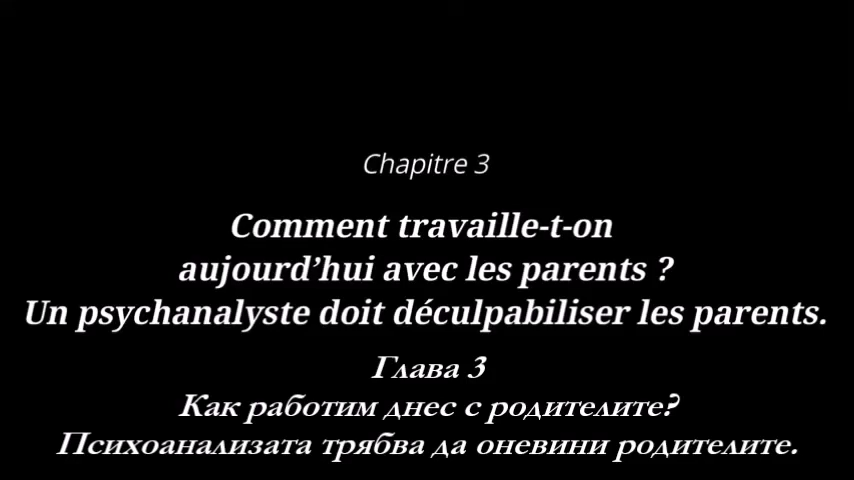 Chapitre 3
Comment travaille-t-on
aujourd’hui avec les parents ?
Un psychanalyste doit déculpabiliser les parents.
Глава 3
Как работим днес с родителите?
Психоанализата трябва да оневини родителите.